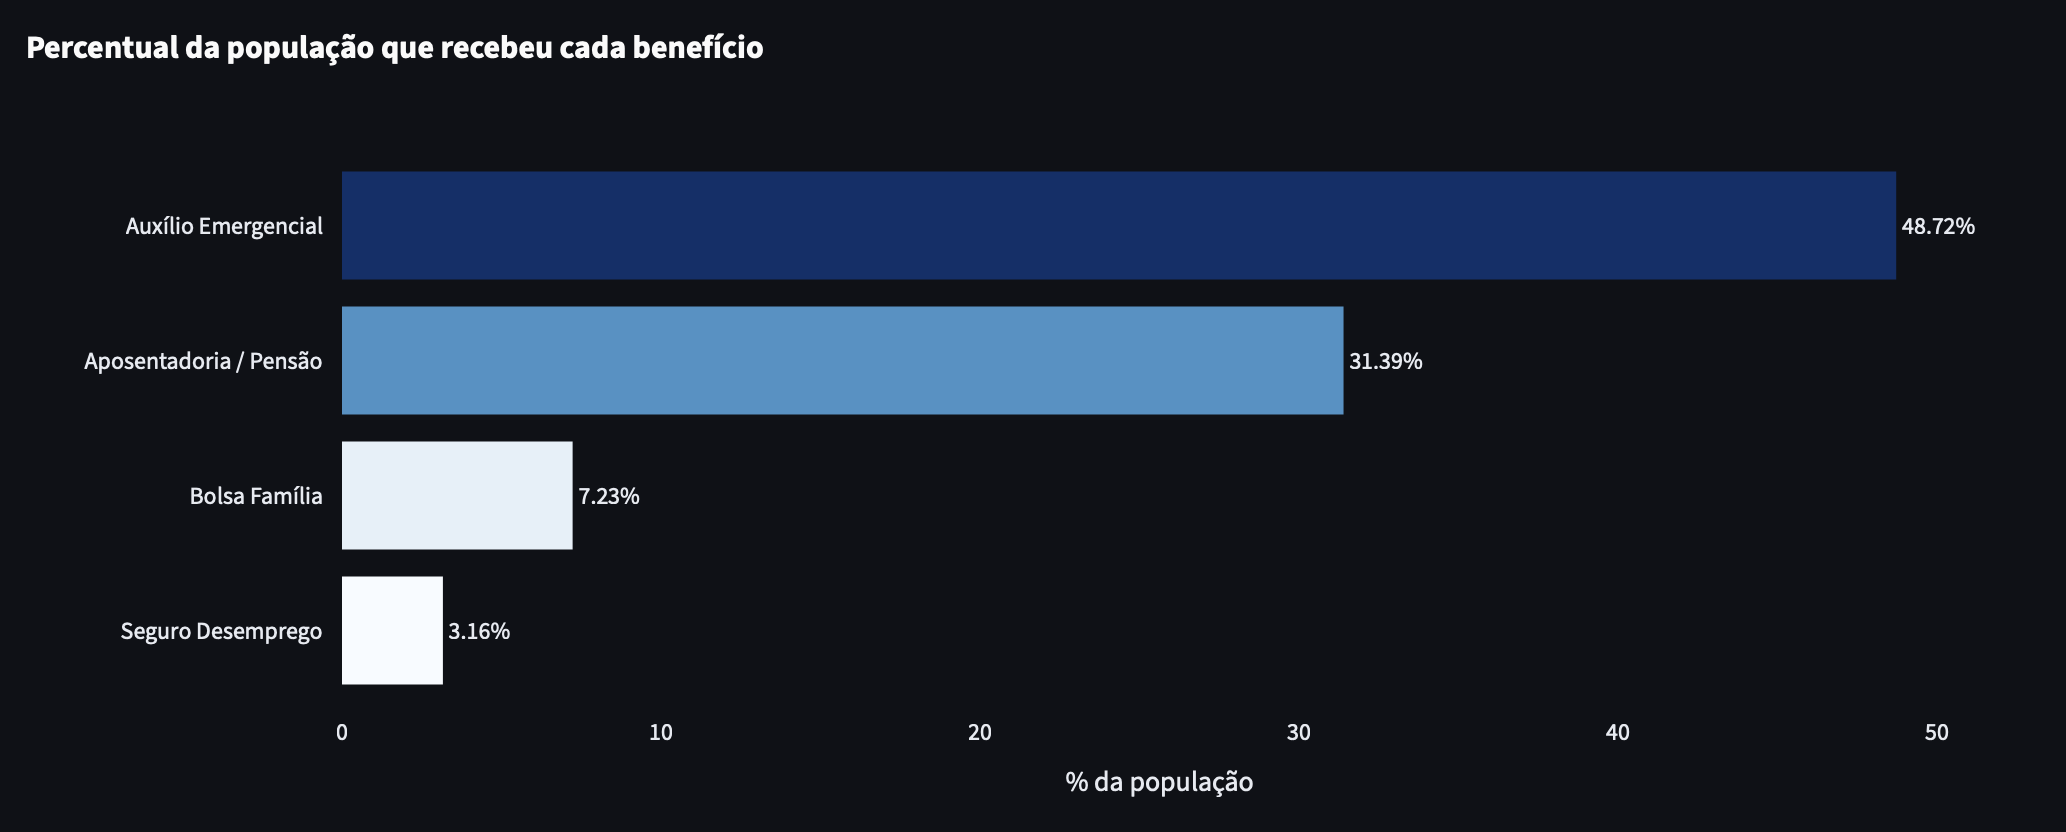 Percentual da população que recebeu cada benefício
Auxílio Emergencial 48.72%
Aposentadoria / Pensão 31.39%
Bolsa Família 7.23%
Seguro Desemprego 3.16%
0 10 20 30 40 50
% da população